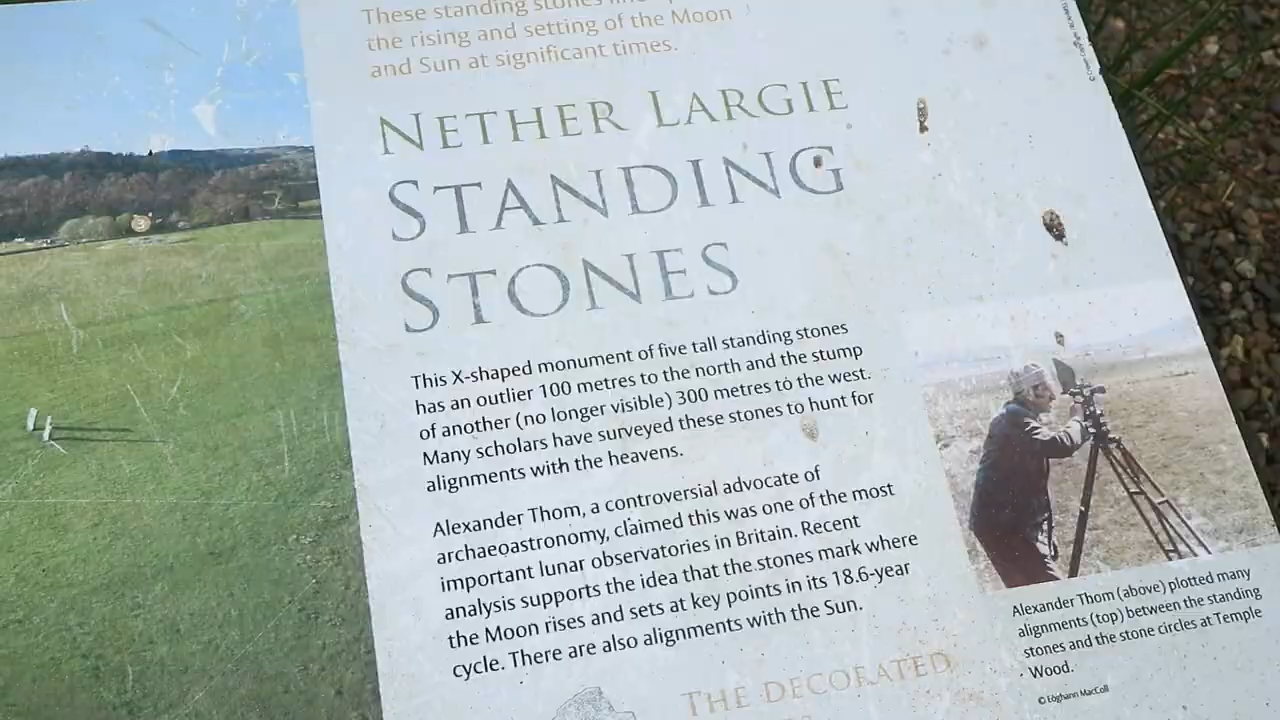 These standing stones
the rising and setting of the Moon
and Sun at significant times.
NETHER LARGIE
STANDING
STONES
This X-shaped monument of five tall standing stones
has an outlier 100 metres to the north and the stump
of another (no longer visible) 300 metres to the west.
Many scholars have surveyed these stones to hunt for
alignments with the heavens.
Alexander Thom, a controversial advocate of
archaeoastronomy, claimed this was one of the most
important lunar observatories in Britain. Recent
analysis supports the idea that the stones mark where
the Moon rises and sets at key points in its 18.6-year
cycle. There are also alignments with the Sun.
THE DECORATED
Alexander Thom (above) plotted many
alignments (top) between the standing
stones and the stone circles at Temple
Wood.
© Eòghann MacColl